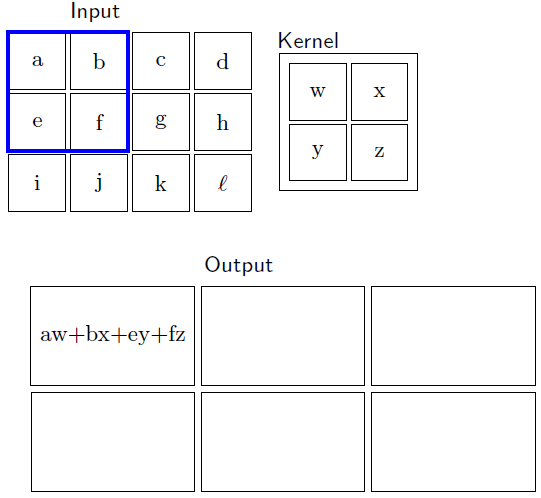 Input
a b c d
e f g h
i j k ℓ
Kernel
w x
y z
Output
aw+bx+ey+fz